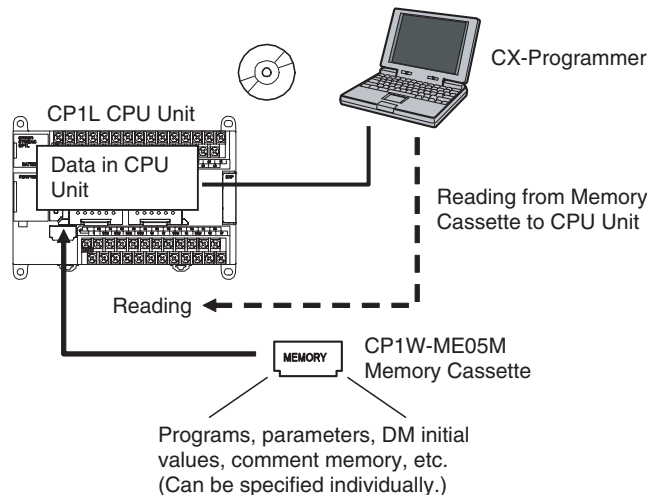 CX-Programmer
CP1L CPU Unit
Data in CPU
Unit
Reading from Memory
Cassette to CPU Unit
Reading
MEMORY
CP1W-ME05M
Memory Cassette
Programs, parameters, DM initial
values, comment memory, etc.
(Can be specified individually.)